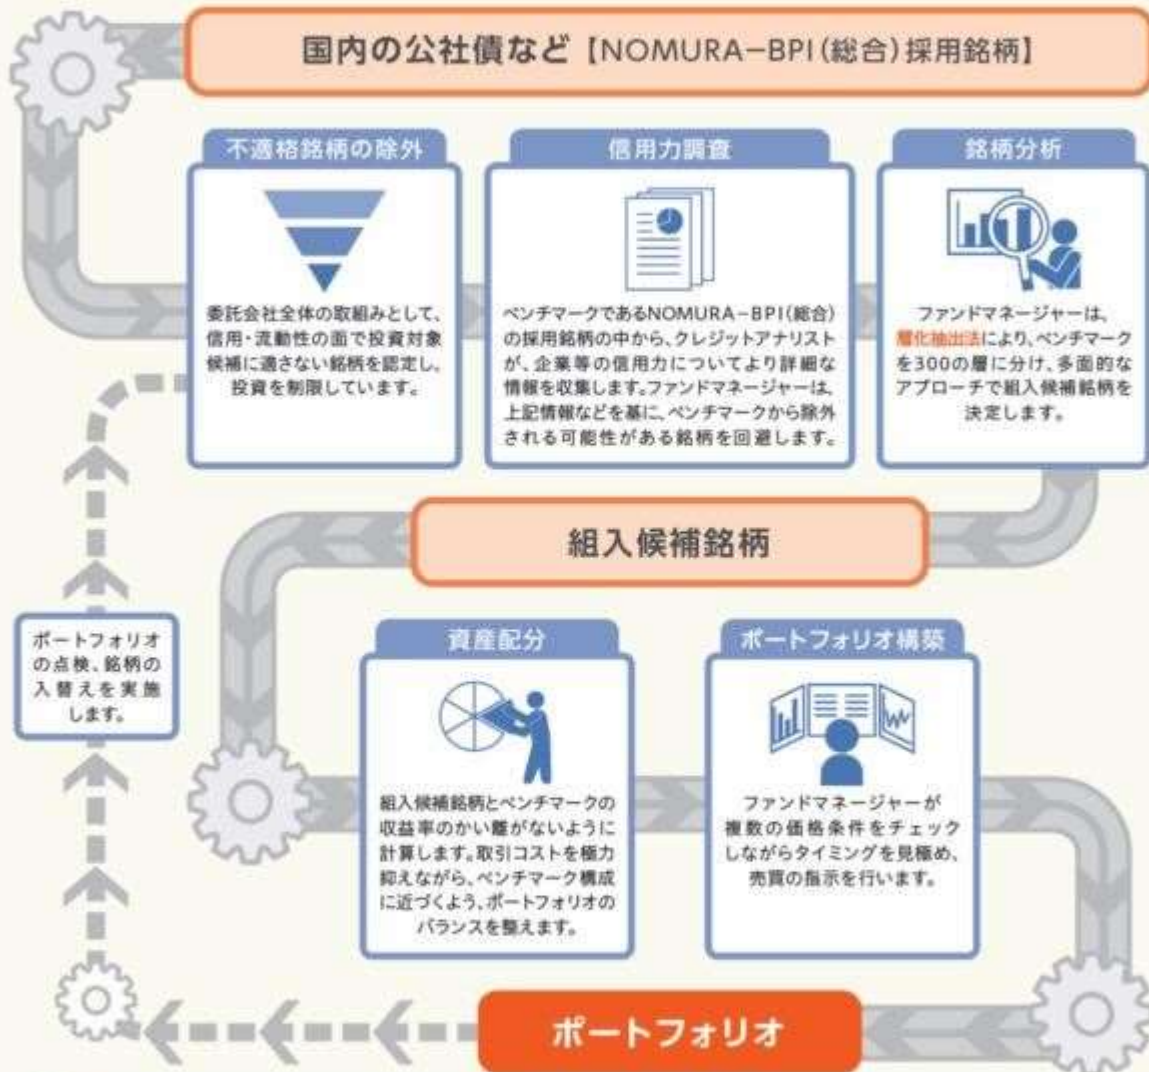 国内の公社債など【NOMURA−BPI(総合)採用銘柄】
不適格銘柄の除外
委託会社全体の取組みとして、
信用・流動性の面で投資対象
候補に適さない銘柄を認定し、
投資を制限しています。
信用力調査
ベンチマークであるNOMURA−BPI(総合)
の採用銘柄の中から、クレジットアナリスト
が、企業等の信用力についてより詳細な
情報を収集します。ファンドマネージャーは、
上記情報などを基に、ベンチマークから除外
される可能性がある銘柄を回避します。
銘柄分析
ファンドマネージャーは、
層化抽出法により、ベンチマーク
を300の層に分け、多面的な
アプローチで組入候補銘柄を
決定します。
組入候補銘柄
ポートフォリオ
の点検、銘柄の
入替えを実施
します。
資産配分
組入候補銘柄とベンチマークの
収益率のかい離がないように
計算します。取引コストを極力
抑えながら、ベンチマーク構成
に近づくよう、ポートフォリオの
バランスを整えます。
ポートフォリオ構築
ファンドマネージャーが
複数の価格条件をチェック
しながらタイミングを見極め、
売買の指示を行います。
ポートフォリオ